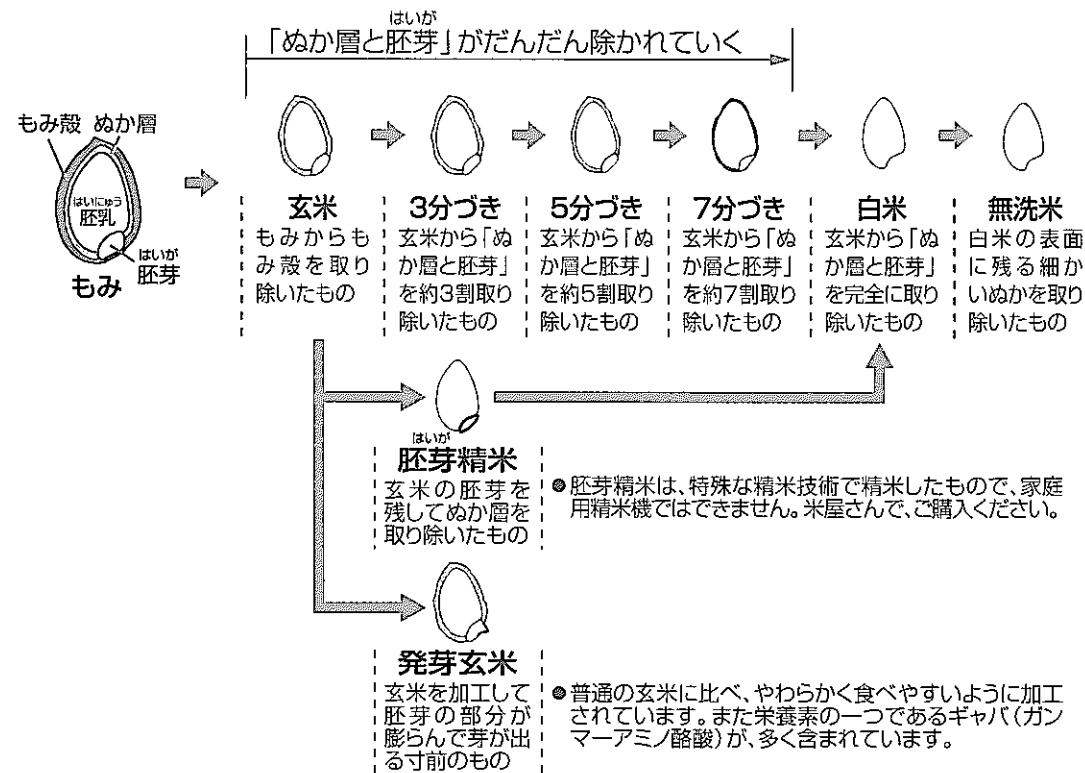 はいが
「ぬか層と胚芽」がだんだん除かれていく
もみ殻 ぬか層
はいにゅう
胚乳
はいが
胚芽
もみ
玄米
もみからも
み殻を取り
除いたもの
3分づき
玄米から「ぬ
か層と胚芽」
を約3割取り
除いたもの
5分づき
玄米から「ぬ
か層と胚芽」
を約5割取り
除いたもの
7分づき
玄米から「ぬ
か層と胚芽」
を約7割取り
除いたもの
白米
玄米から「ぬ
か層と胚芽」
を完全に取り
除いたもの
無洗米
白米の表面
に残る細か
いぬかを取り
除いたもの
はいが
胚芽精米
玄米の胚芽を
残してぬか層を
取り除いたもの
●胚芽精米は、特殊な精米技術で精米したもので、家庭
用精米機ではできません。米屋さんで、ご購入ください。
発芽玄米
玄米を加工して
胚芽の部分が
膨らんで芽が出
る寸前のもの
●普通の玄米に比べ、やわらかく食べやすいように加工
されています。また栄養素の一つであるギャバ(ガン
マーアミノ酪酸)が、多く含まれています。